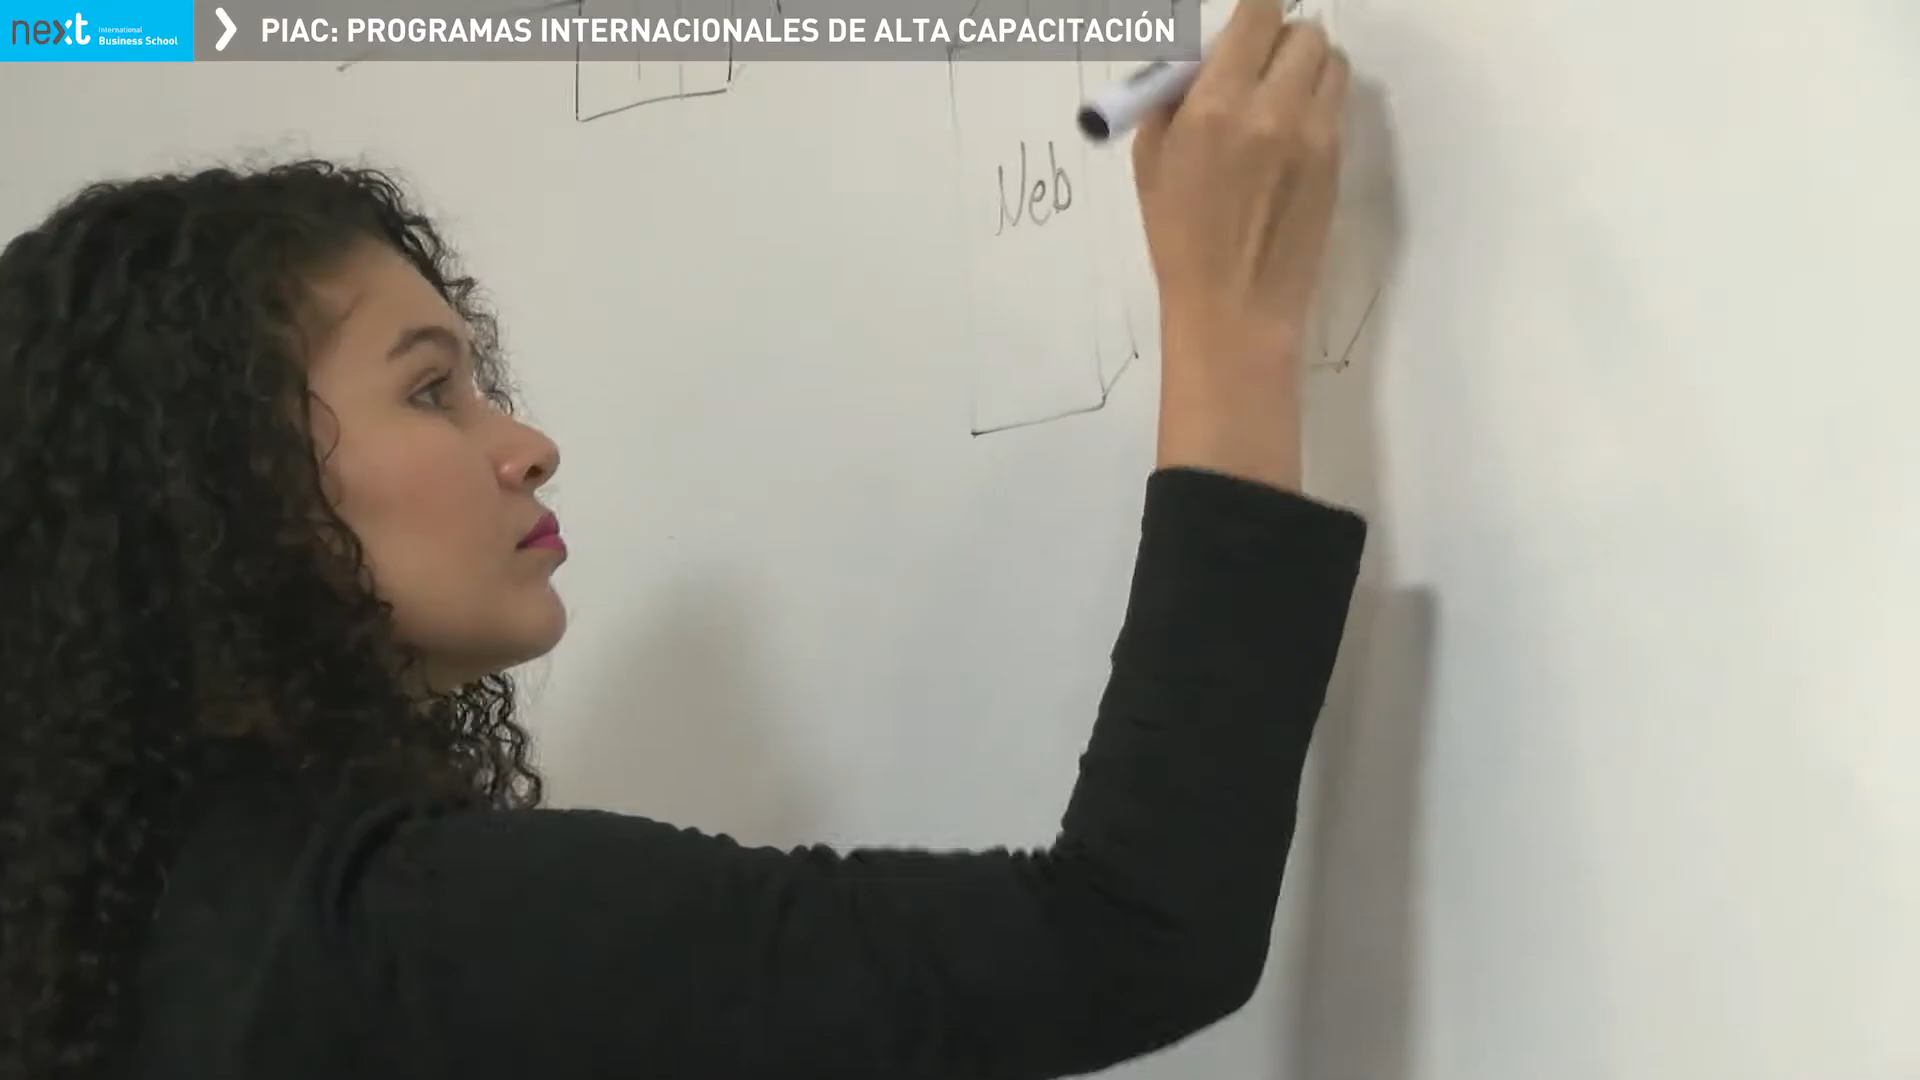 next International
Business School
PIAC: PROGRAMAS INTERNACIONALES DE ALTA CAPACITACIÓN
Neb